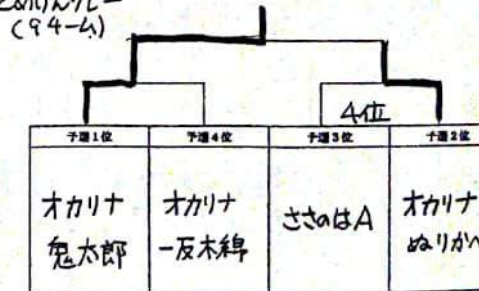 (9チーム)
4位
予選1位
予選4位
予選3位
予選2位
オカリナ
鬼太郎
オカリナ
一反木綿
ささのはA
オカリナ
ぬりかべ